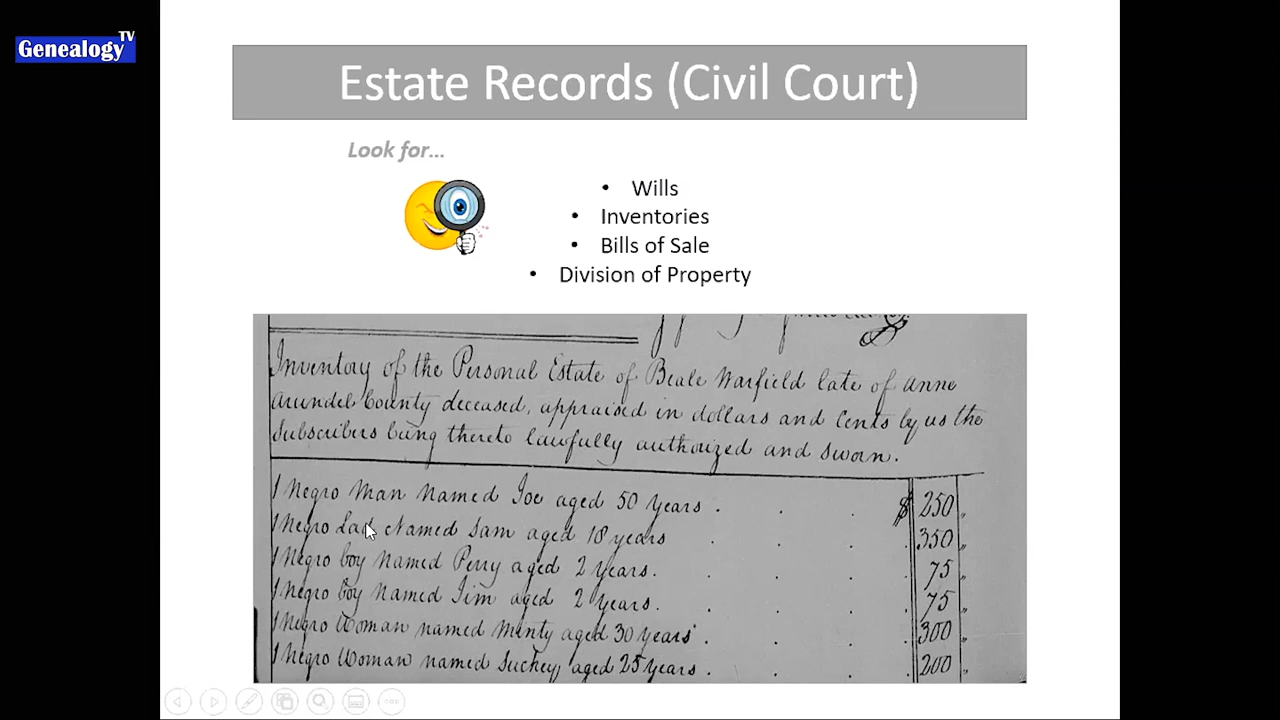 Genealogy TV
Estate Records (Civil Court)
Look for...
• Wills
• Inventories
• Bills of Sale
• Division of Property
Inventory of the Personal Estate of Beale Warfield late of Anne
Arundel County deceased, appraised in dollars and Cents by us the
Subscribers being thereto lawfully authorized and sworn.
1 Negro Man Named Joe aged 50 Years . . . $ 250 "
1 Negro Lad Named Sam aged 18 years . . . . 350 "
1 Negro boy Named Perry aged 2 Years. . . . . 75 "
1 Negro boy Named Jim aged 2 Years. . . . . 75 "
1 Negro Woman named Minty aged 30 years . . . . 300 "
1 Negro Woman named Suckey aged 25 years . . . . 200 "